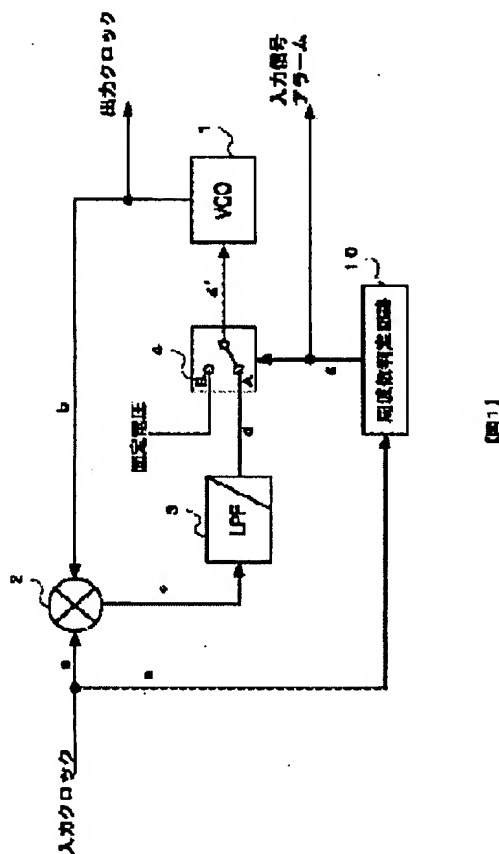 入力クロック
a
a
2
b
c
3
LPF
d
固定電圧
4
B
A
d'
VCO
1
出力クロック
入力信号
アラーム
周波数判定回路
10
【図1】